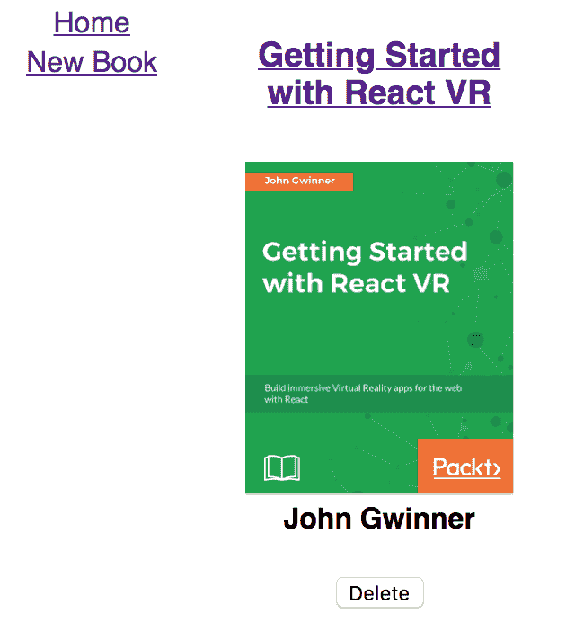 Home
New Book
Getting Started
with React VR
John Gwinner
Getting Started
with React VR
Build immersive Virtual Reality apps for the web
with React
Packt>
John Gwinner
Delete